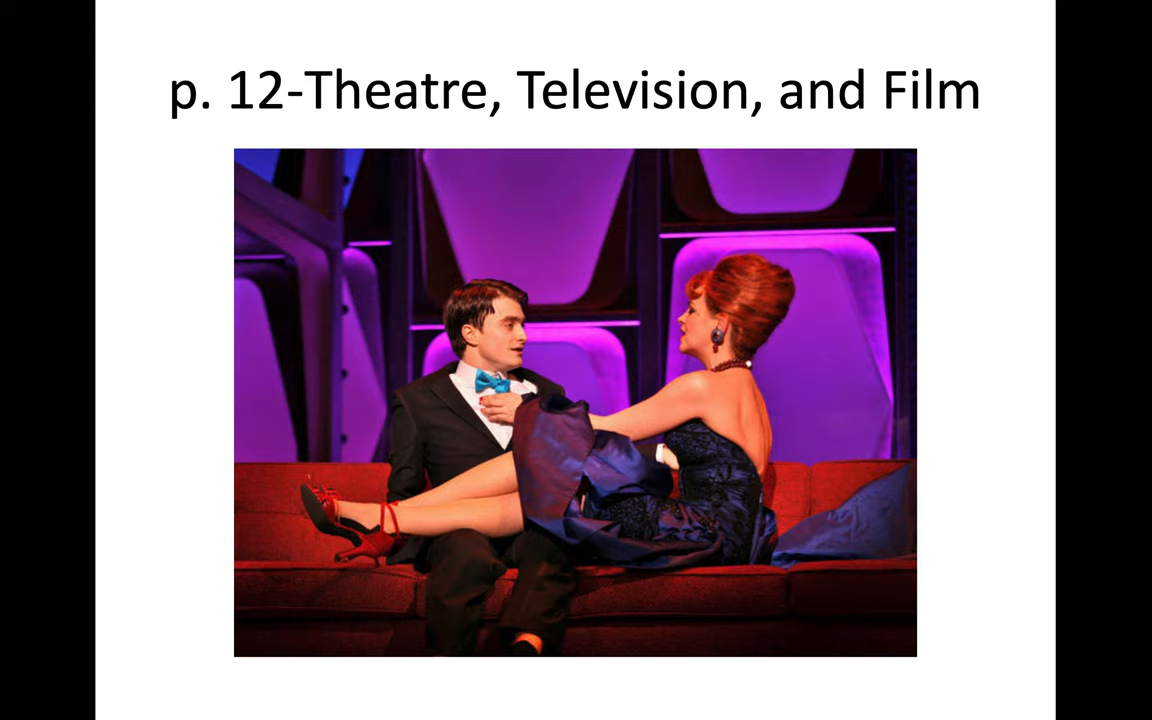 p. 12-Theatre, Television, and Film